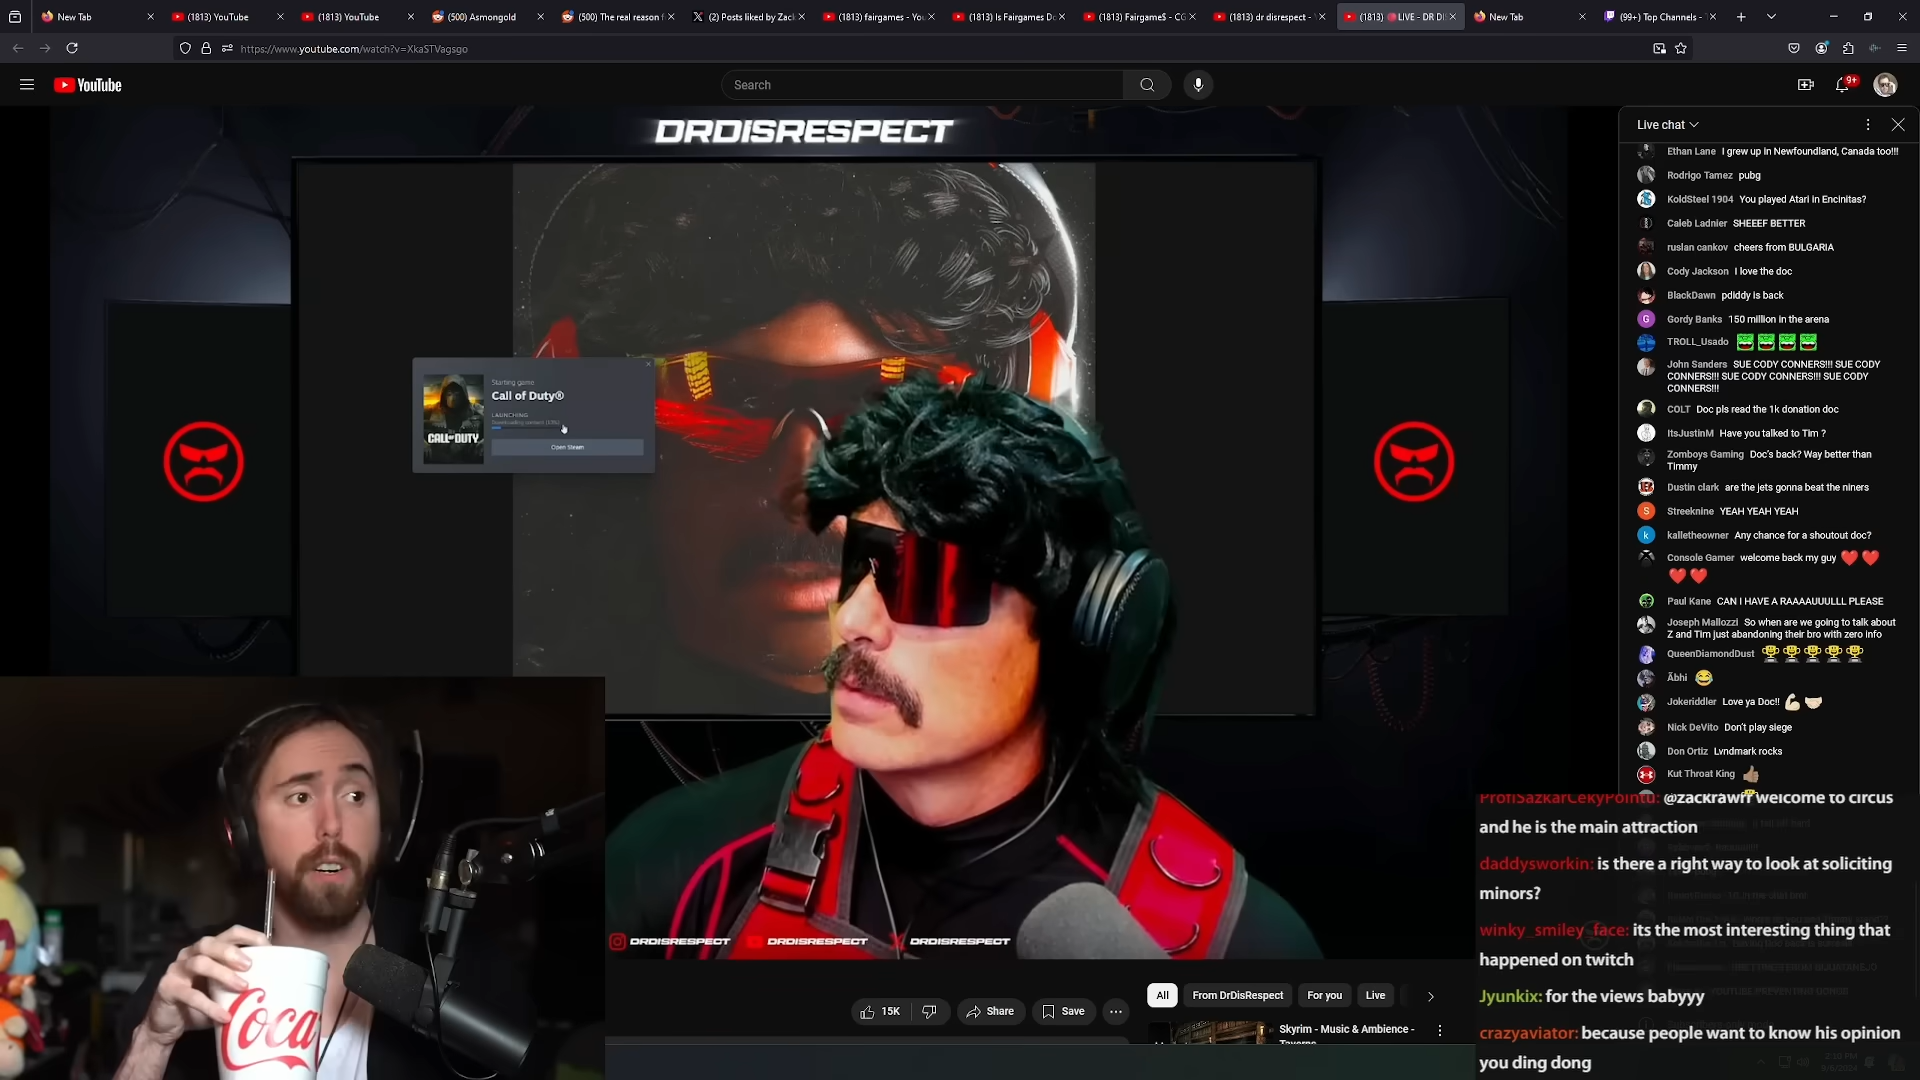 New Tab
(1813) YouTube
(1813) YouTube
(500) Asmongold
(500) The real reason f
(2) Posts liked by Zack
(1813) fairgames - You
(1813) Is Fairgames Do
(1813) Fairgame$ - CG
(1813) dr disrespect -
(1813) 🔴LIVE - DR DI
New Tab
(99+) Top Channels -
https://www.youtube.com/watch?v=XkaSTVagsgo
YouTube
Search
9+
DRDISRESPECT
Live chat
Ethan Lane I grew up in Newfoundland, Canada too!!!
Rodrigo Tamez pubg
KoldSteel 1904 You played Atari in Encinitas?
Caleb Ladnier SHEEEF BETTER
ruslan cankov cheers from BULGARIA
Cody Jackson I love the doc
BlackDawn pdiddy is back
Gordy Banks 150 million in the arena
TROLL_Usado
John Sanders SUE CODY CONNERS!!! SUE CODY
CONNERS!!! SUE CODY CONNERS!!! SUE CODY
CONNERS!!!
COLT Doc pls read the 1k donation doc
ItsJustinM Have you talked to Tim ?
Zomboys Gaming Doc's back? Way better than
Timmy
Dustin clark are the jets gonna beat the niners
Streeknine YEAH YEAH YEAH
kalletheowner Any chance for a shoutout doc?
Console Gamer welcome back my guy ❤️ ❤️
❤️ ❤️
Paul Kane CAN I HAVE A RAAAAUUULLL PLEASE
Joseph Mallozzi So when are we going to talk about
Z and Tim just abandoning their bro with zero info
QueenDiamondDust
Äbhi 😂
Jokeriddler Love ya Doc!! 💪🏻 🤝🏻
Nick DeVito Don't play siege
Don Ortiz Lvndmark rocks
Kut Throat King 👍🏽
Starting game
Call of Duty®
LAUNCHING
Open Steam
CALL OF DUTY
ProfiSazkarCekyPointu: @zackrawrr welcome to circus
and he is the main attraction
daddysworkin: is there a right way to look at soliciting
minors?
winky_smiley_face: its the most interesting thing that
happened on twitch
Jyunkix: for the views babyyy
crazyaviator: because people want to know his opinion
you ding dong
DRDISRESPECT
DRDISRESPECT
DRDISRESPECT
15K
Share
Save
All
From DrDisRespect
For you
Live
Skyrim - Music & Ambience -
Coca